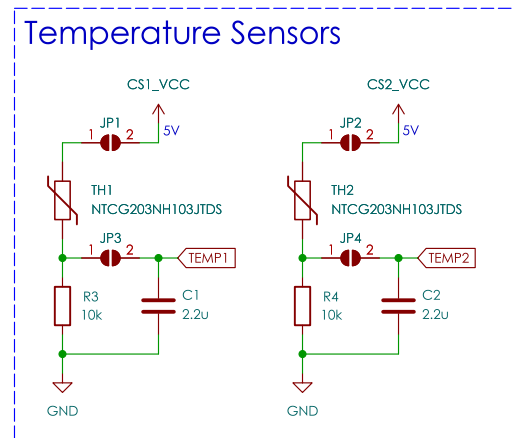 Temperature Sensors
CS1_VCC
CS2_VCC
JP1
JP2
1 2
5V
1 2
5V
TH1
NTCG203NH103JTDS
TH2
NTCG203NH103JTDS
JP3
JP4
1 2
TEMP1
1 2
TEMP2
R3
10k
C1
2.2u
R4
10k
C2
2.2u
GND
GND